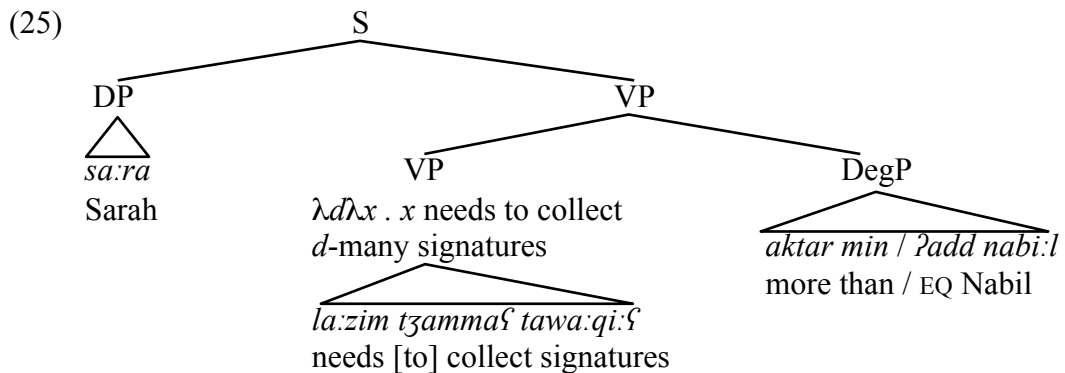 (25) S
DP VP
sa:ra VP DegP
Sarah λdλx . x needs to collect aktar min / ʔadd nabi:l
d-many signatures more than / EQ Nabil
la:zim tʒammaʕ tawa:qi:ʕ
needs [to] collect signatures